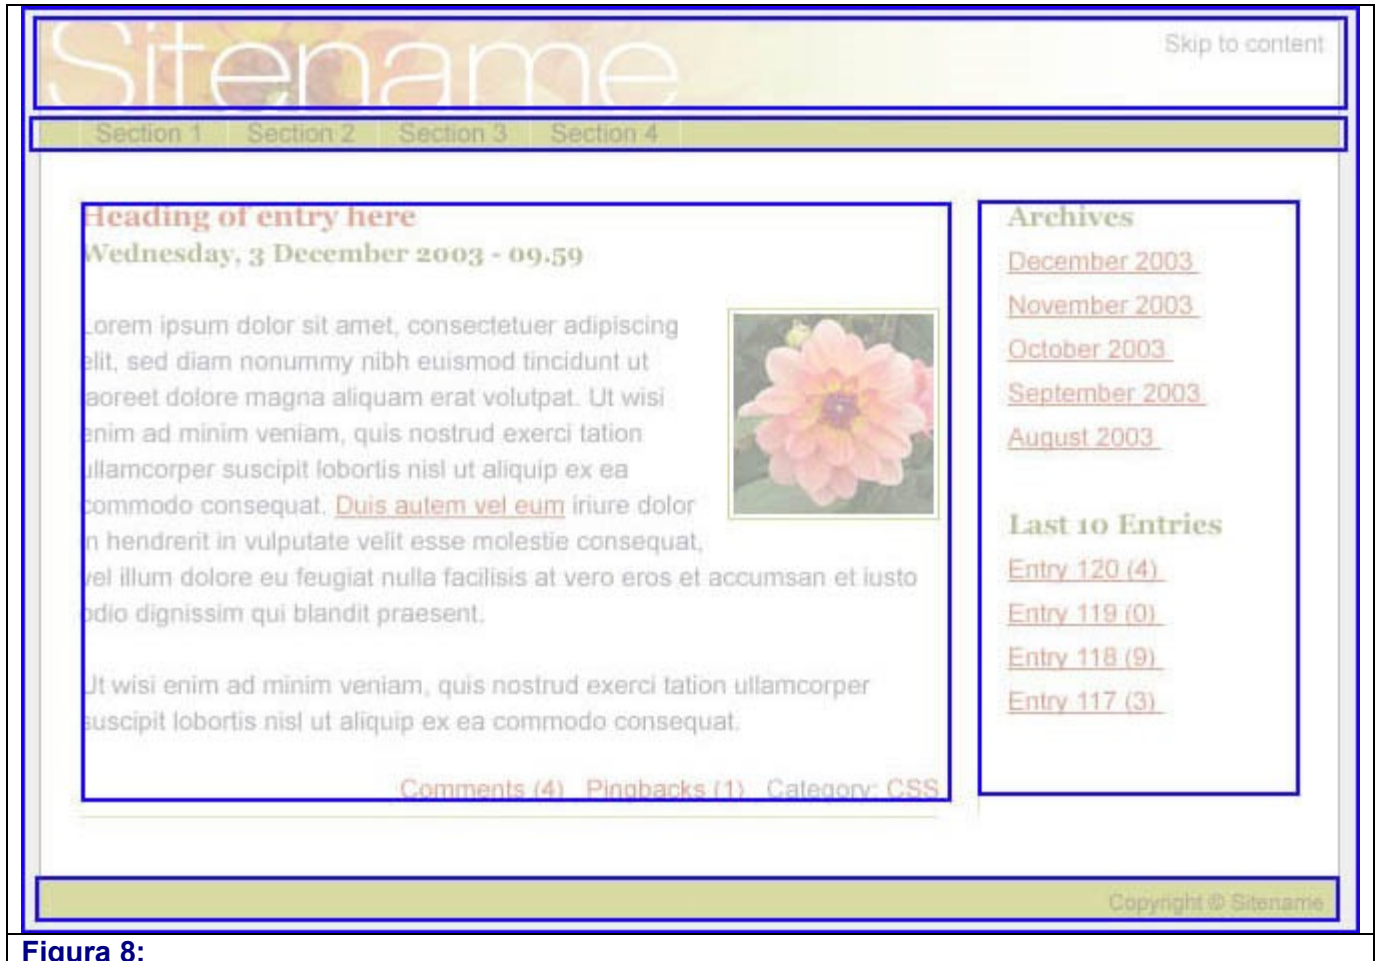 Sitename
Skip to content
Section 1 Section 2 Section 3 Section 4
Heading of entry here
Wednesday, 3 December 2003 - 09.59
Lorem ipsum dolor sit amet, consectetuer adipiscing
elit, sed diam nonummy nibh euismod tincidunt ut
laoreet dolore magna aliquam erat volutpat. Ut wisi
enim ad minim veniam, quis nostrud exerci tation
ullamcorper suscipit lobortis nisl ut aliquip ex ea
commodo consequat. Duis autem vel eum iriure dolor
in hendrerit in vulputate velit esse molestie consequat,
vel illum dolore eu feugiat nulla facilisis at vero eros et accumsan et iusto
odio dignissim qui blandit praesent.
Ut wisi enim ad minim veniam, quis nostrud exerci tation ullamcorper
suscipit lobortis nisl ut aliquip ex ea commodo consequat.
Comments (4) Pingbacks (1) Category: CSS
Archives
December 2003
November 2003
October 2003
September 2003
August 2003
Last 10 Entries
Entry 120 (4)
Entry 119 (0)
Entry 118 (9)
Entry 117 (3)
Copyright © Sitename
Figura 8: